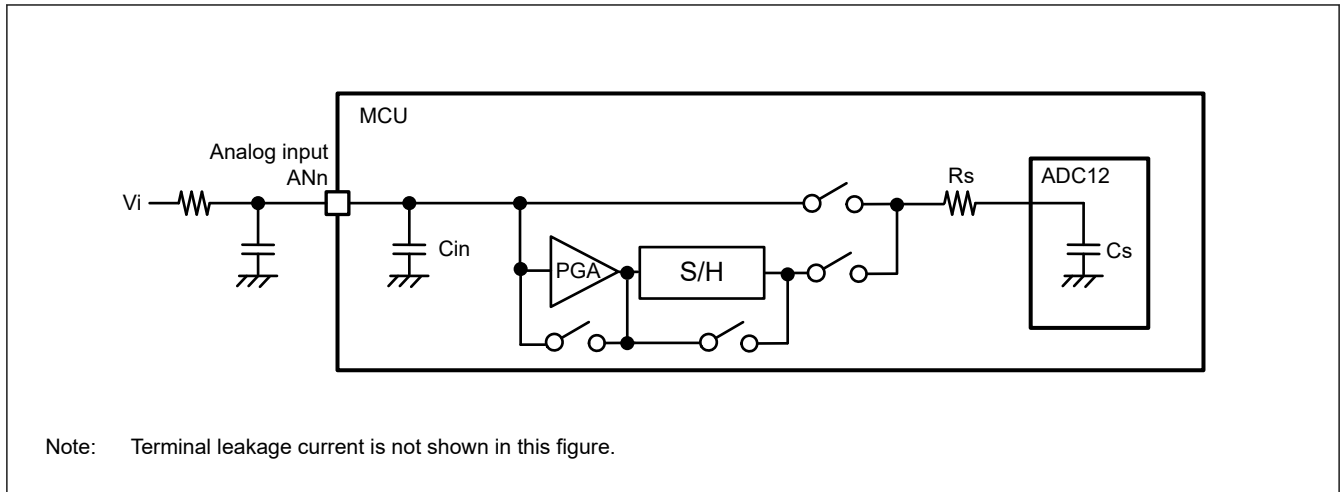 MCU
Analog input
ANn
Vi
Cin
PGA
S/H
Rs
ADC12
Cs
Note: Terminal leakage current is not shown in this figure.